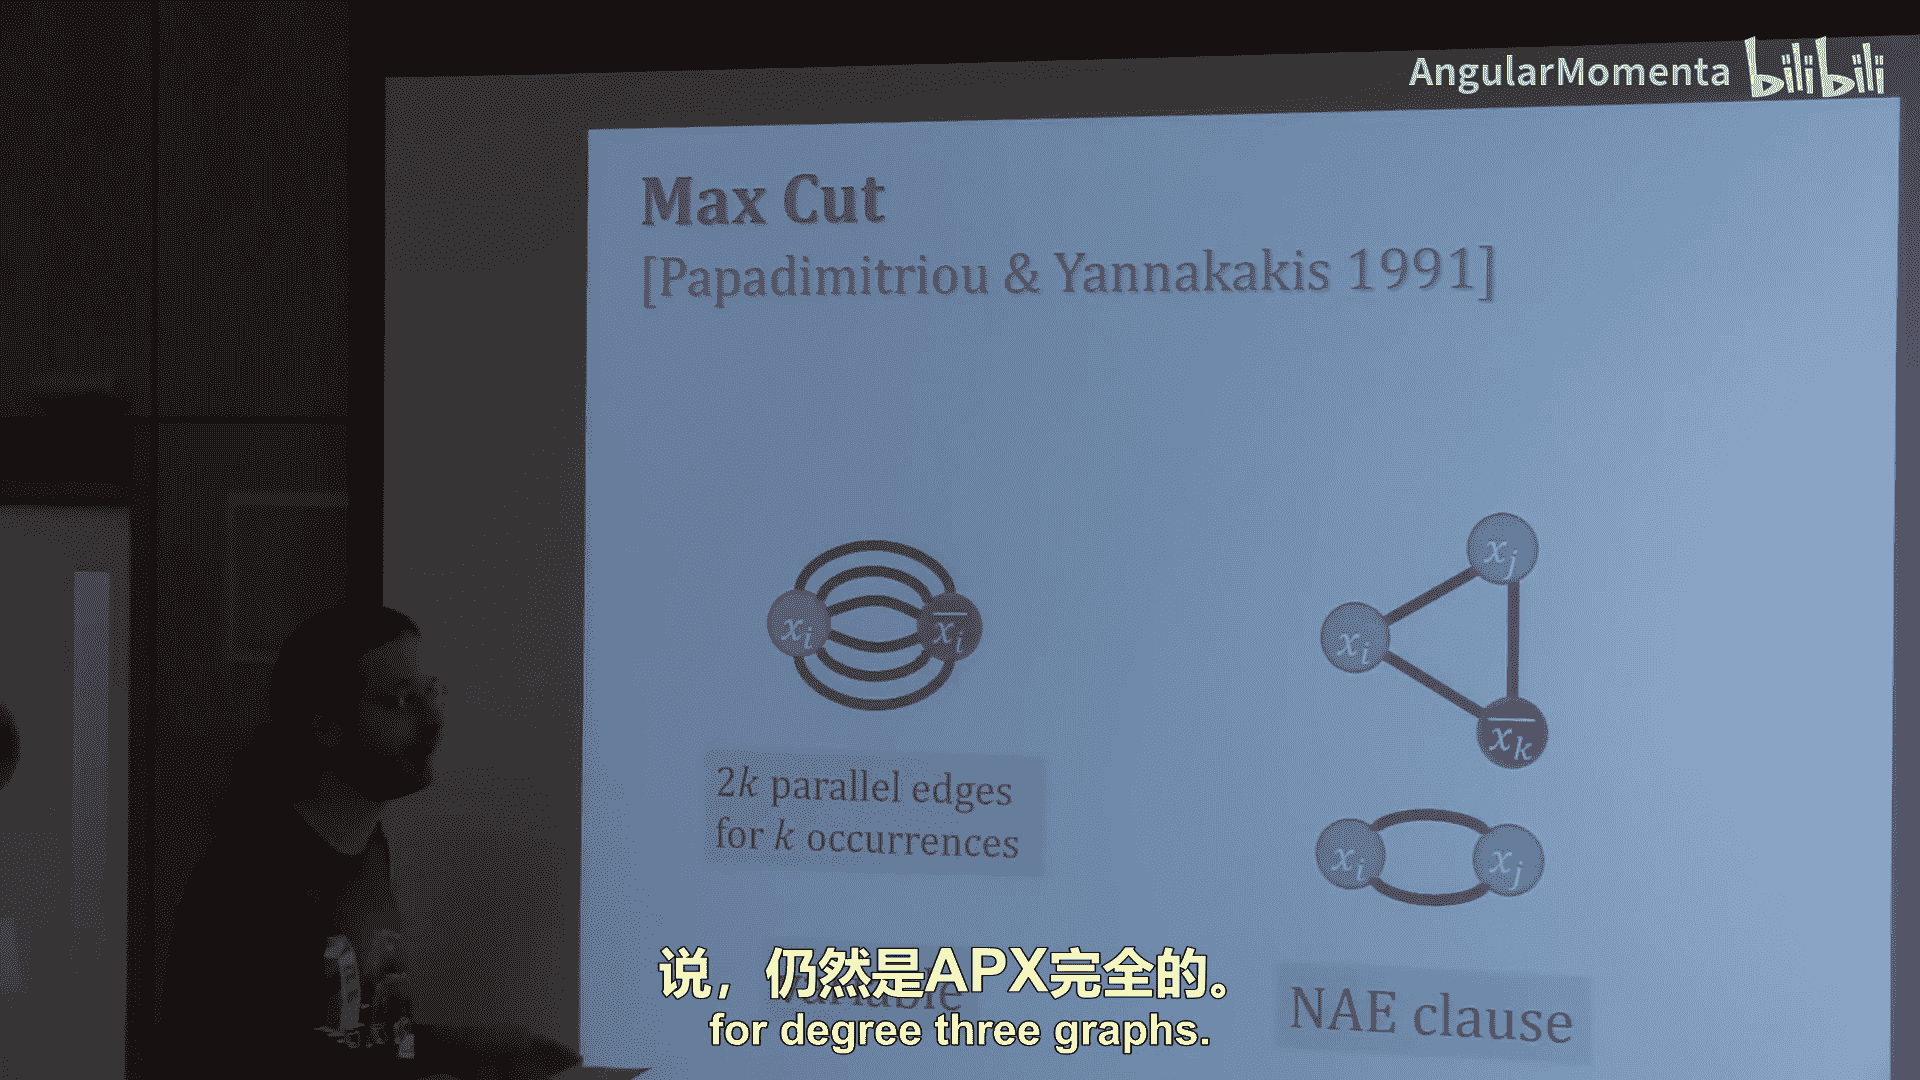 AngularMomenta bilibili
Max Cut
[Papadimitriou & Yannakakis 1991]
x_j
x_i
x̅_i
x_i
x̅_k
2k parallel edges
for k occurrences
x_i
x_j
说，仍然是APX完全的。
variable
NAE clause
for degree three graphs.